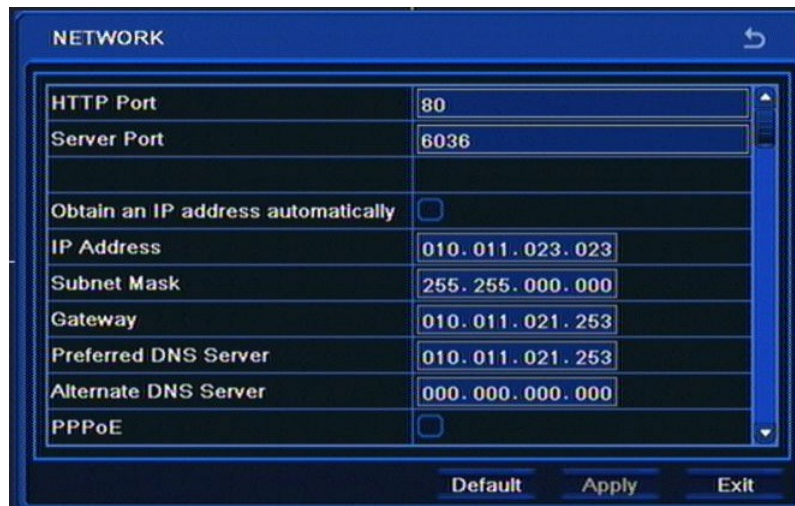 NETWORK
HTTP Port 80
Server Port 6036
Obtain an IP address automatically
IP Address 010.011.023.023
Subnet Mask 255.255.000.000
Gateway 010.011.021.253
Preferred DNS Server 010.011.021.253
Alternate DNS Server 000.000.000.000
PPPoE
Default Apply Exit